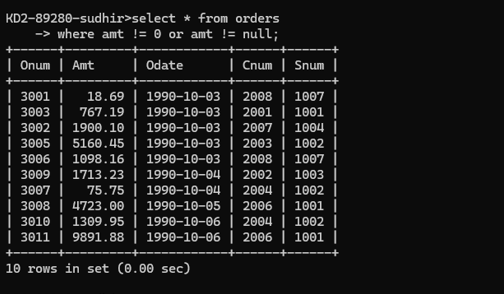 KD2-89280-sudhir>select * from orders
    -> where amt != 0 or amt != null;
+------+---------+------------+------+------+
| Onum | Amt     | Odate      | Cnum | Snum |
+------+---------+------------+------+------+
| 3001 |   18.69 | 1990-10-03 | 2008 | 1007 |
| 3003 |  767.19 | 1990-10-03 | 2001 | 1001 |
| 3002 | 1900.10 | 1990-10-03 | 2007 | 1004 |
| 3005 | 5160.45 | 1990-10-03 | 2003 | 1002 |
| 3006 | 1098.16 | 1990-10-03 | 2008 | 1007 |
| 3009 | 1713.23 | 1990-10-04 | 2002 | 1003 |
| 3007 |   75.75 | 1990-10-04 | 2004 | 1002 |
| 3008 | 4723.00 | 1990-10-05 | 2006 | 1001 |
| 3010 | 1309.95 | 1990-10-06 | 2004 | 1002 |
| 3011 | 9891.88 | 1990-10-06 | 2006 | 1001 |
+------+---------+------------+------+------+
10 rows in set (0.00 sec)